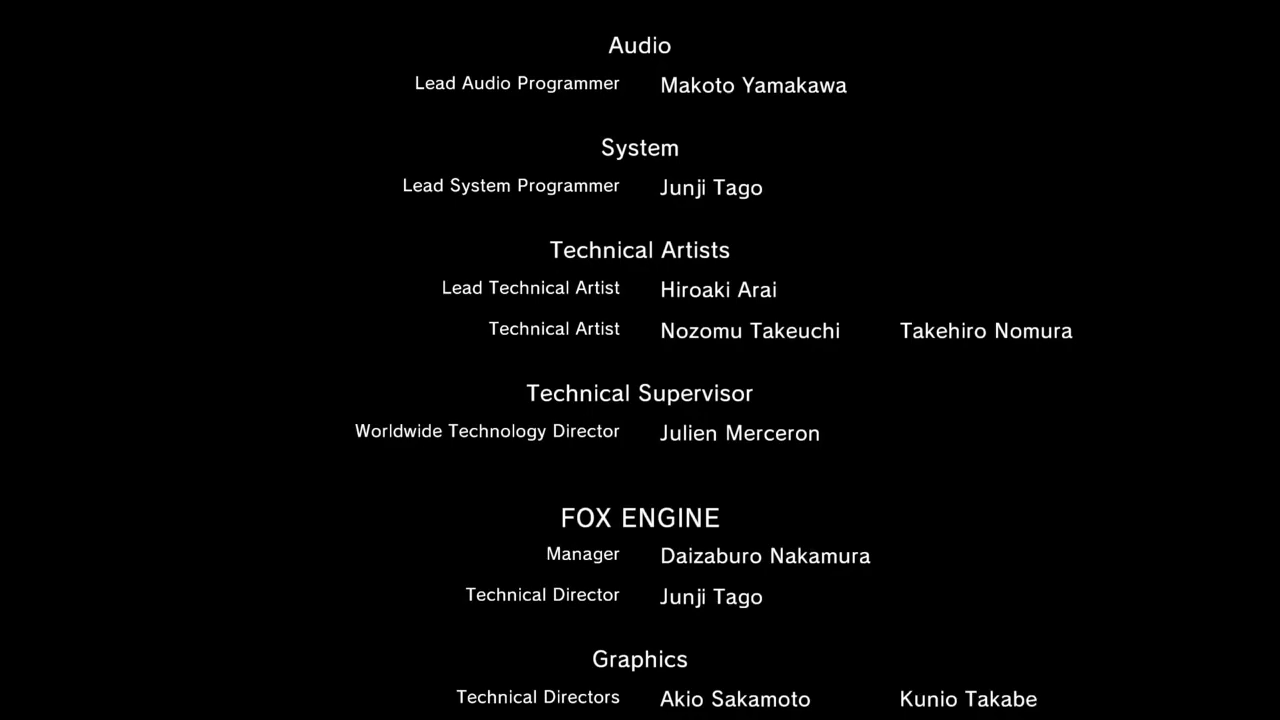 Audio
Lead Audio Programmer Makoto Yamakawa
System
Lead System Programmer Junji Tago
Technical Artists
Lead Technical Artist Hiroaki Arai
Technical Artist Nozomu Takeuchi Takehiro Nomura
Technical Supervisor
Worldwide Technology Director Julien Merceron
FOX ENGINE
Manager Daizaburo Nakamura
Technical Director Junji Tago
Graphics
Technical Directors Akio Sakamoto Kunio Takabe